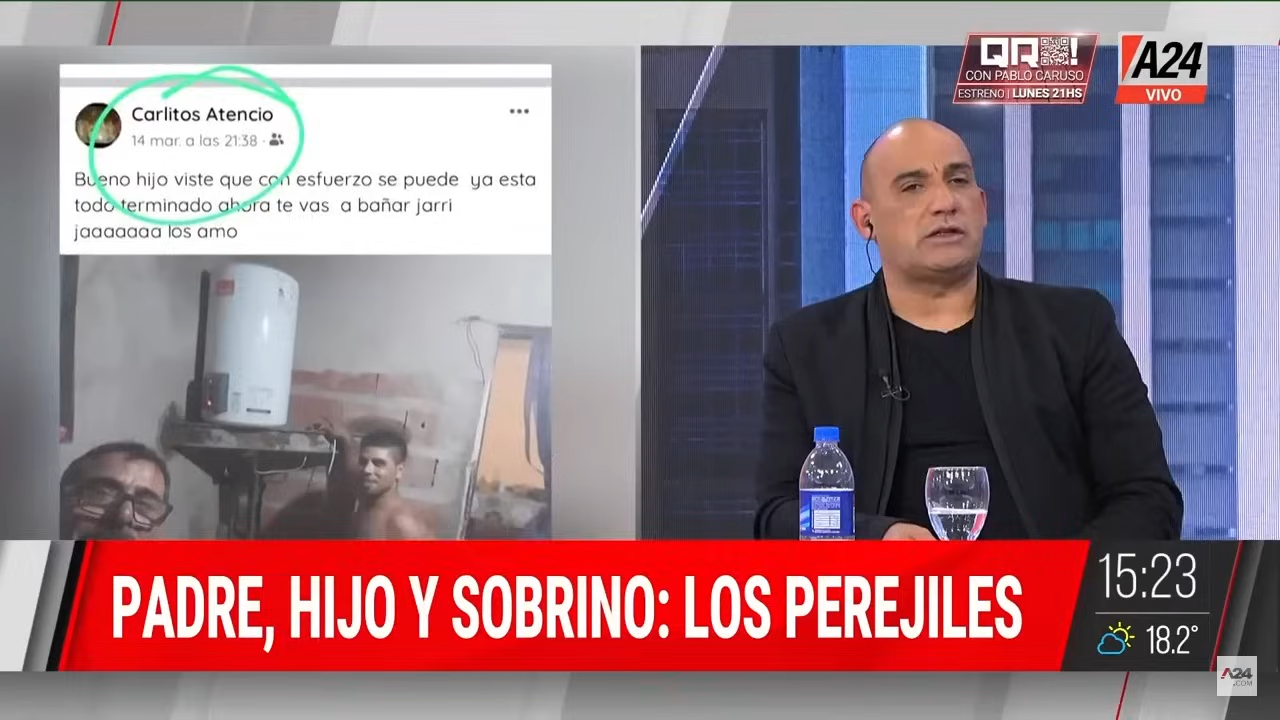 QR!
CON PABLO CARUSO
ESTRENO | LUNES 21HS
A24
VIVO
Carlitos Atencio
14 mar. a las 21:38 ·
Bueno hijo viste que con esfuerzo se puede ya esta
todo terminado ahora te vas a bañar jarri
jaaaaaaa los amo
PADRE, HIJO Y SOBRINO: LOS PEREJILES
15:23
18.2°
A24
.COM